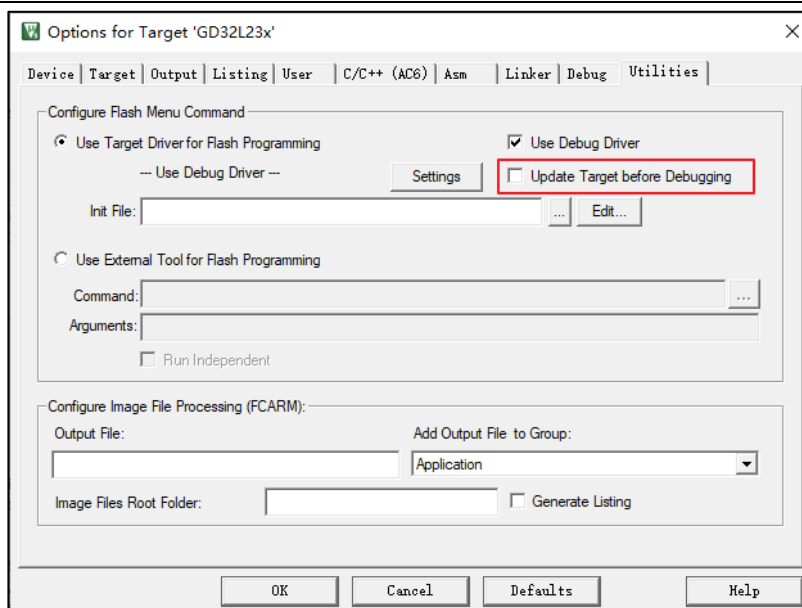 Options for Target 'GD32L23x'
Device Target Output Listing User C/C++ (AC6) Asm Linker Debug Utilities
Configure Flash Menu Command
Use Target Driver for Flash Programming Use Debug Driver
--- Use Debug Driver --- Settings Update Target before Debugging
Init File: ... Edit...
Use External Tool for Flash Programming
Command: ...
Arguments:
Run Independent
Configure Image File Processing (FCARM):
Output File: Add Output File to Group:
Application
Image Files Root Folder: Generate Listing
OK Cancel Defaults Help